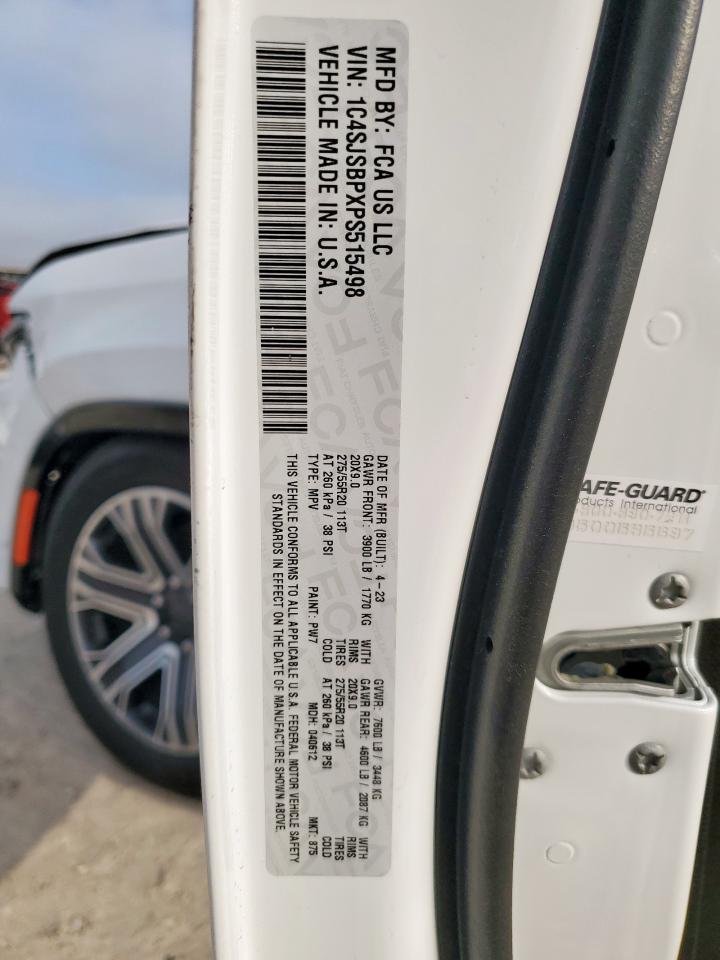 MFD BY: FCA US LLC
VIN: 1C4SJSBPXPS515498
VEHICLE MADE IN: U.S.A.
DATE OF MFR (BUILT): 4-23 GVWR: 7600 LB / 3448 KG
GAWR FRONT: 3900 LB / 1770 KG WITH GAWR REAR: 4600 LB / 2087 KG WITH
20X9.0 RIMS 20X9.0 RIMS
275/55R20 113T TIRES 275/55R20 113T TIRES
AT 260 kPa / 38 PSI COLD AT 260 kPa / 38 PSI COLD
TYPE: MPV PAINT: PW7 MDH: 040612 MKT: 875
THIS VEHICLE CONFORMS TO ALL APPLICABLE U.S.A. FEDERAL MOTOR VEHICLE SAFETY
STANDARDS IN EFFECT ON THE DATE OF MANUFACTURE SHOWN ABOVE.
AFE-GUARD
oducts International